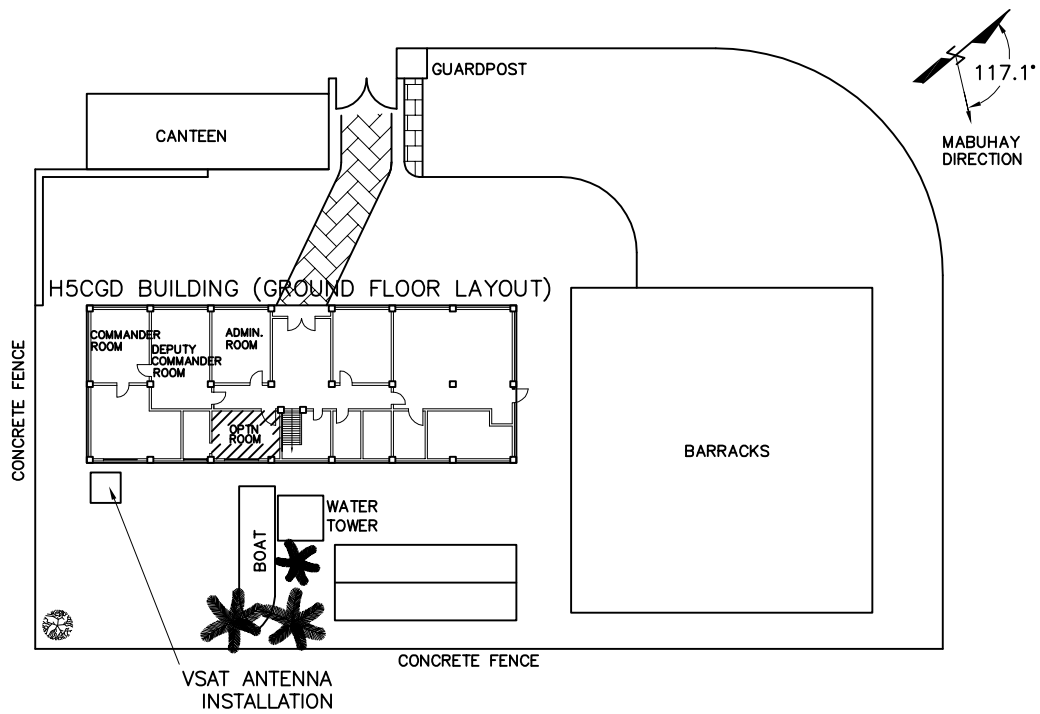 GUARDPOST
117.1°
CANTEEN
MABUHAY
DIRECTION
H5CGD BUILDING (GROUND FLOOR LAYOUT)
COMMANDER
ROOM
DEPUTY
COMMANDER
ROOM
ADMIN.
ROOM
CONCRETE FENCE
OPTN
ROOM
BARRACKS
WATER
TOWER
BOAT
CONCRETE FENCE
VSAT ANTENNA
INSTALLATION